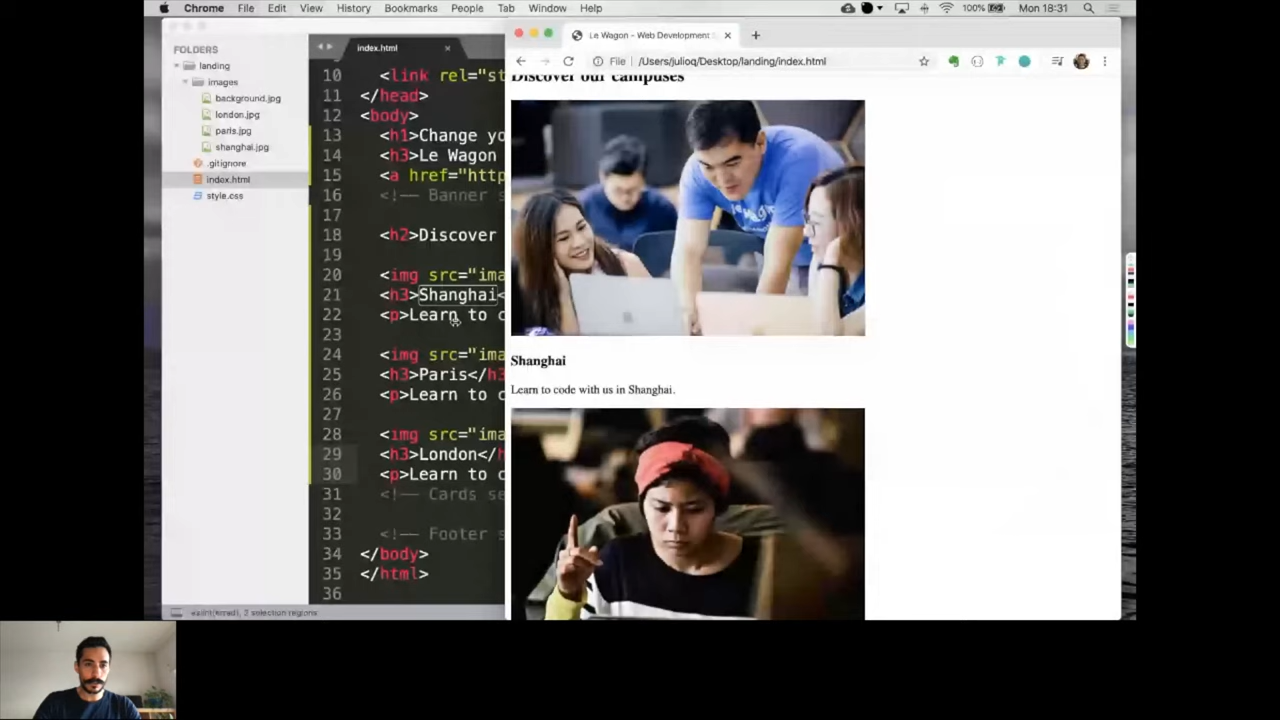 Chrome File Edit View History Bookmarks People Tab Window Help 100% Mon 18:31
FOLDERS
landing
images
background.jpg
london.jpg
paris.jpg
shanghai.jpg
.gitignore
index.html
style.css
index.html
10 <link rel="st
11 </head>
12 <body>
13 <h1>Change yo
14 <h3>Le Wagon
15 <a href="http
16 <!-- Banner s
17
18 <h2>Discover
19
20 <img src="ima
21 <h3>Shanghai<
22 <p>Learn to c
23
24 <img src="ima
25 <h3>Paris</h3
26 <p>Learn to c
27
28 <img src="ima
29 <h3>London</h
30 <p>Learn to c
31 <!-- Cards se
32
33 <!-- Footer s
34 </body>
35 </html>
36
2 selection regions
Le Wagon - Web Development
File /Users/julioq/Desktop/landing/index.html
Discover our campuses
Shanghai
Learn to code with us in Shanghai.